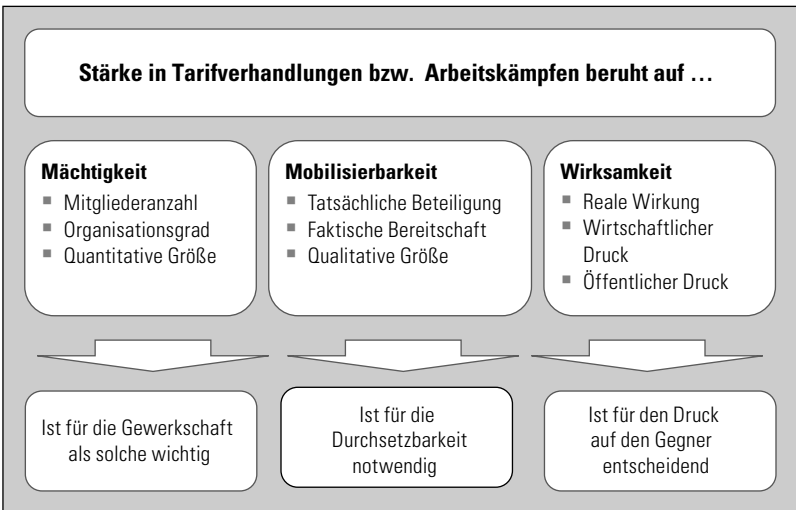 Stärke in Tarifverhandlungen bzw. Arbeitskämpfen beruht auf …
Mächtigkeit
▪ Mitgliederanzahl
▪ Organisationsgrad
▪ Quantitative Größe
Mobilisierbarkeit
▪ Tatsächliche Beteiligung
▪ Faktische Bereitschaft
▪ Qualitative Größe
Wirksamkeit
▪ Reale Wirkung
▪ Wirtschaftlicher
Druck
▪ Öffentlicher Druck
Ist für die Gewerkschaft
als solche wichtig
Ist für die
Durchsetzbarkeit
notwendig
Ist für den Druck
auf den Gegner
entscheidend